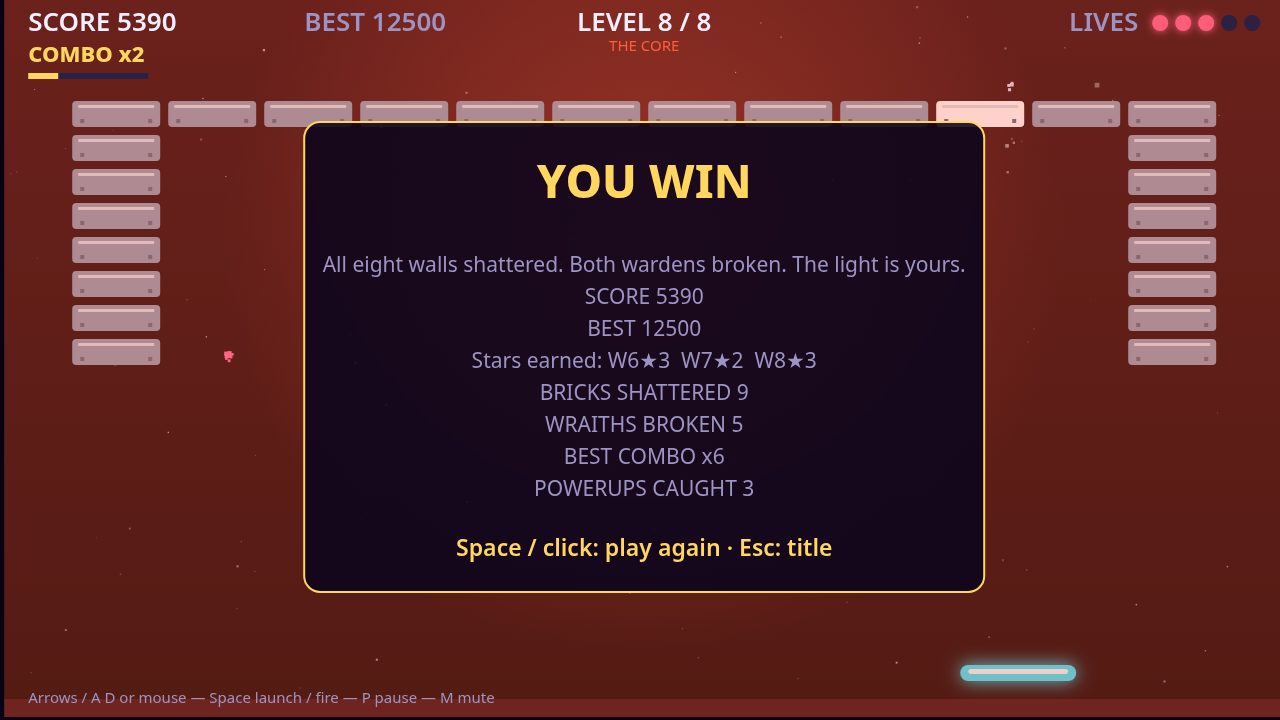 SCORE 5390
BEST 12500
LEVEL 8 / 8
LIVES
COMBO x2
THE CORE
YOU WIN
All eight walls shattered. Both wardens broken. The light is yours.
SCORE 5390
BEST 12500
Stars earned: W6★3  W7★2  W8★3
BRICKS SHATTERED 9
WRAITHS BROKEN 5
BEST COMBO x6
POWERUPS CAUGHT 3
Space / click: play again · Esc: title
Arrows / A D or mouse — Space launch / fire — P pause — M mute